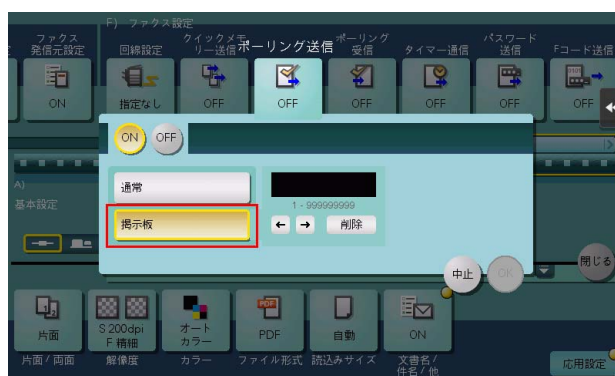 F) ファクス設定
ファクス
発信元設定
回線設定
クイックメモ
リー送信
ポーリング送信
ポーリング
受信
タイマー通信
パスワード
送信
Fコード送信
ON
指定なし
OFF
OFF
OFF
OFF
OFF
OFF
ON
OFF
通常
掲示板
1 - 999999999
← →
削除
A)
基本設定
中止
OK
閉じる
片面
S 200dpi
F 精細
オート
カラー
PDF
自動
ON
片面/両面
解像度
カラー
ファイル形式
読込みサイズ
文書名/
件名/他
応用設定